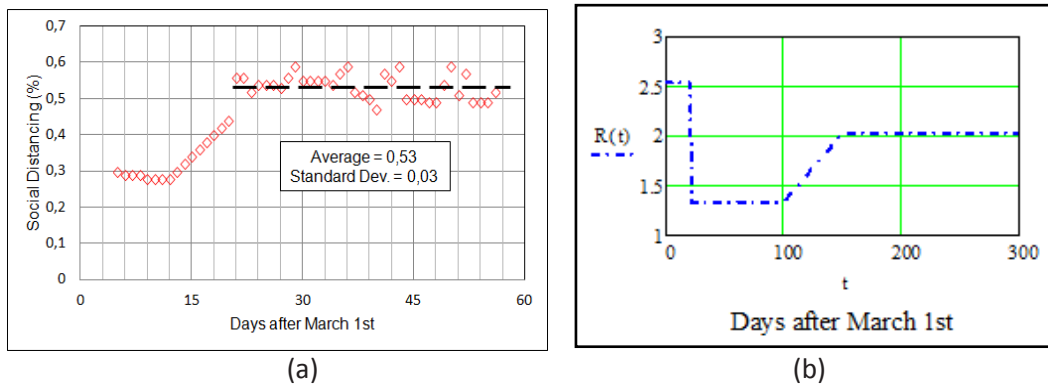 0,7
0,6
0,5
0,4
0,3
0,2
0,1
0
Social Distancing (%)
Average = 0,53
Standard Dev. = 0,03
0 15 30 45 60
Days after March 1st
(a)
3
2.5
2
1.5
1
R(t)
0 100 200 300
t
Days after March 1st
(b)